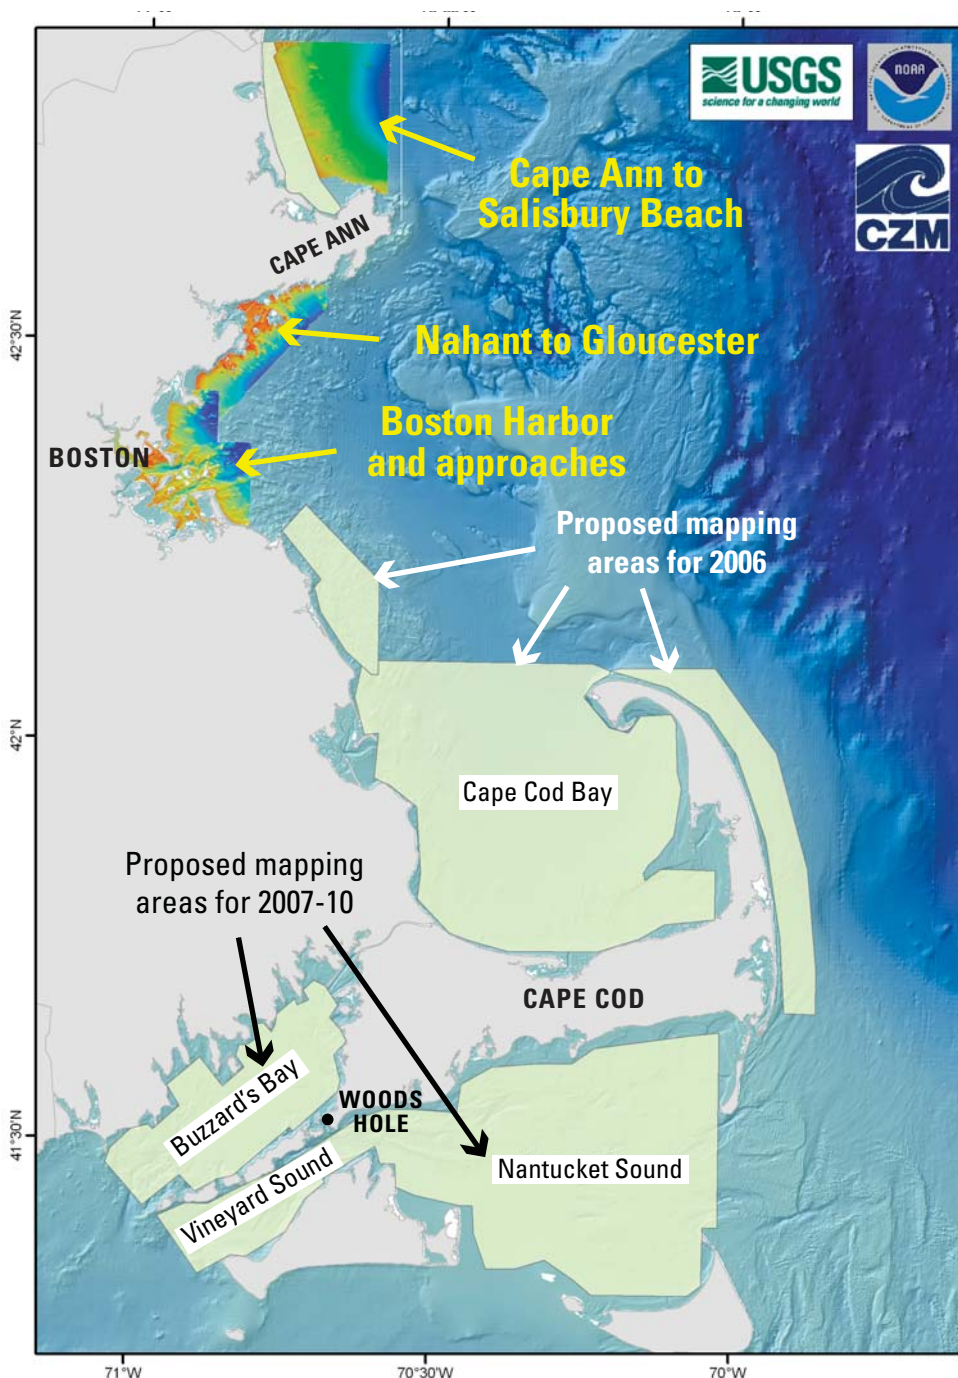 USGS
science for a changing world
NOAA
CZM
Cape Ann to
Salisbury Beach
CAPE ANN
42°30'N
Nahant to Gloucester
Boston Harbor
and approaches
BOSTON
Proposed mapping
areas for 2006
42°N
Cape Cod Bay
Proposed mapping
areas for 2007-10
CAPE COD
Buzzard's Bay
WOODS
HOLE
41°30'N
Vineyard Sound
Nantucket Sound
71°W
70°30'W
70°W